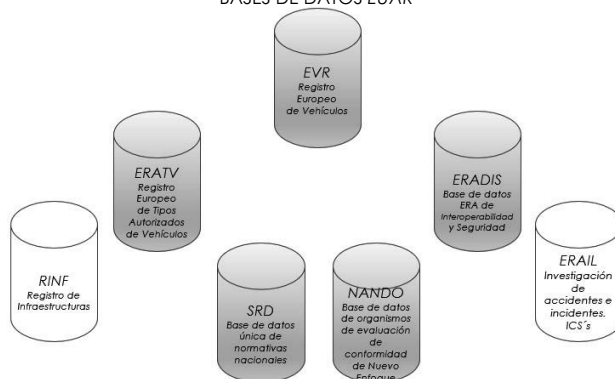 BASES DE DATOS EUAR
EVR
Registro
Europeo
de Vehículos
ERATV
Registro
Europeo
de Tipos
Autorizados
de Vehículos
ERADIS
Base de datos
ERA de
Interoperabilidad
y Seguridad
RINF
Registro de
Infraestructuras
SRD
Base de datos
única de
normativas
nacionales
NANDO
Base de datos
de organismos
de evaluación
de
conformidad
de Nuevo
Enfoque
ERAIL
Investigación
de
accidentes e
incidentes.
ICS´s